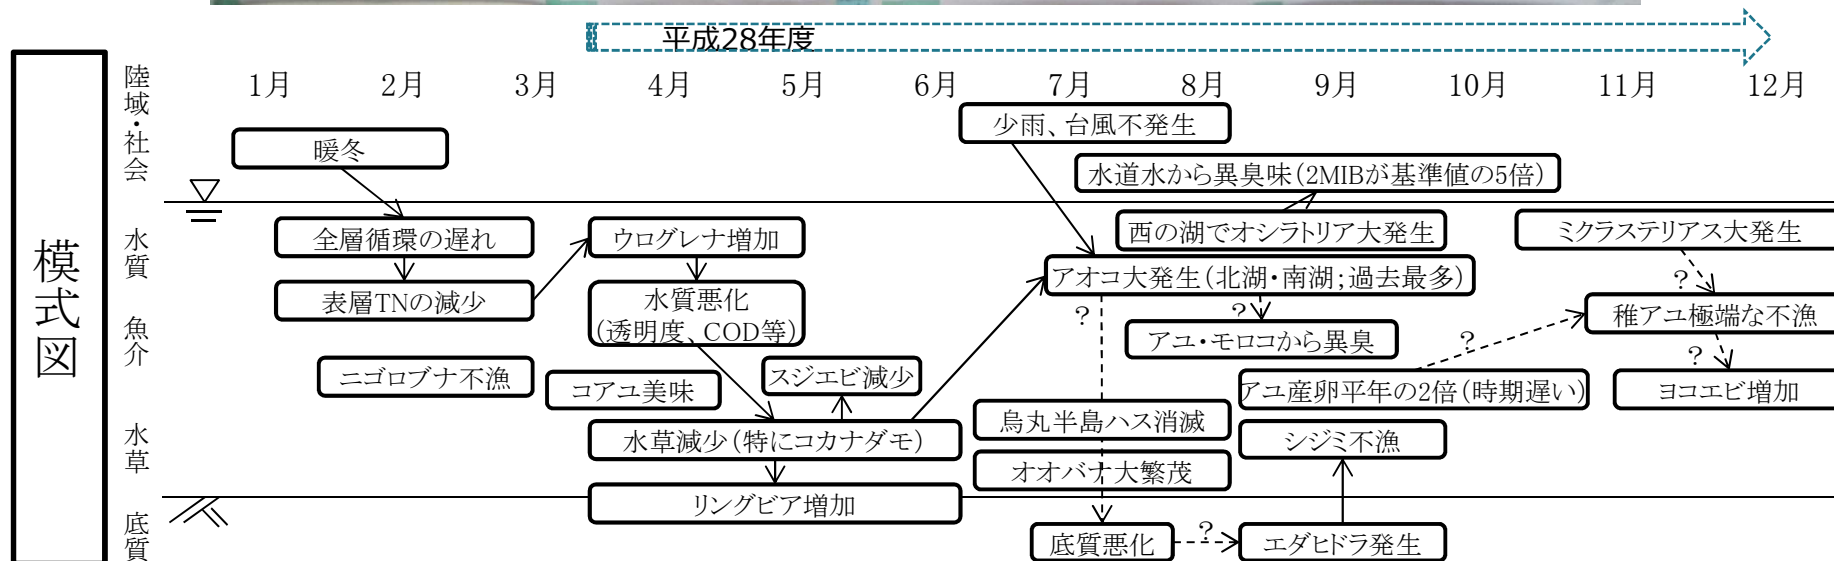 平成28年度
模式図
陸域・社会
水質
魚介
水草
底質
1月
2月
3月
4月
5月
6月
7月
8月
9月
10月
11月
12月
暖冬
少雨、台風不発生
水道水から異臭味(2MIBが基準値の5倍)
全層循環の遅れ
ウログレナ増加
西の湖でオシラトリア大発生
ミクラステリアス大発生
表層TNの減少
水質悪化
(透明度、COD等)
アオコ大発生(北湖・南湖;過去最多)
?
?
?
稚アユ極端な不漁
アユ・モロコから異臭
?
?
ニゴロブナ不漁
コアユ美味
スジエビ減少
アユ産卵平年の2倍(時期遅い)
ヨコエビ増加
水草減少(特にコカナダモ)
烏丸半島ハス消滅
シジミ不漁
オオバナ大繁茂
リングビア増加
底質悪化
?
エダヒドラ発生